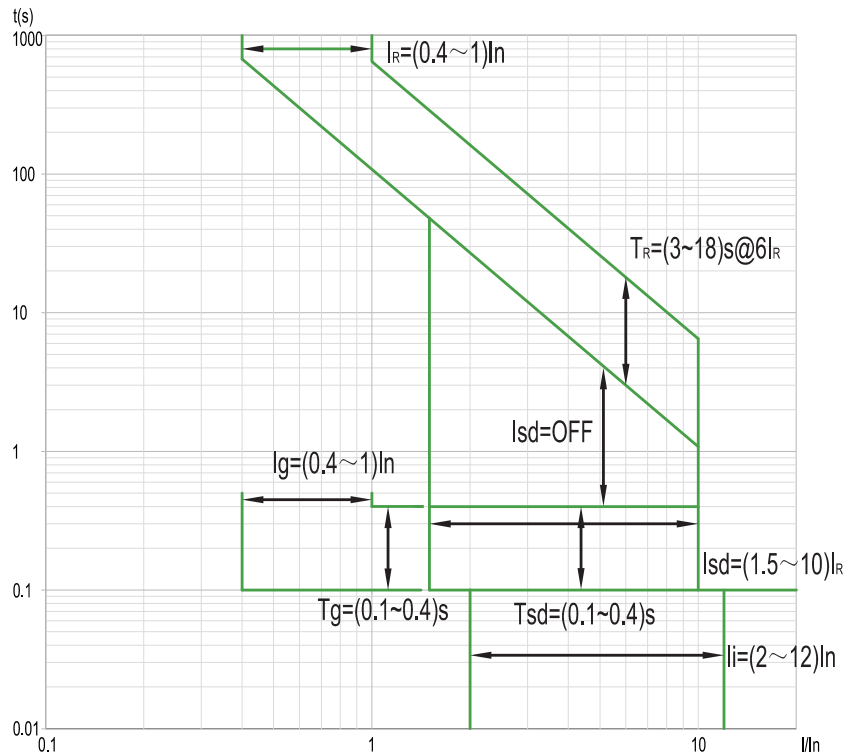 t(s)
1000
IR=(0.4～1)In
100
TR=(3~18)s@6IR
10
Isd=OFF
1
Ig=(0.4～1)In
Isd=(1.5～10)IR
0.1
Tg=(0.1~0.4)s
Tsd=(0.1~0.4)s
Ii=(2～12)In
0.01
0.1
1
10
I/In